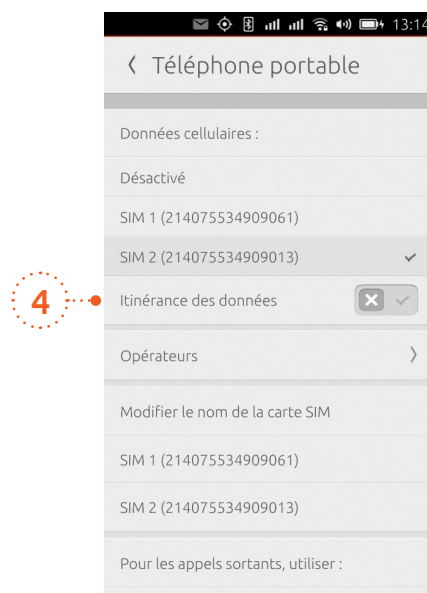 13:14
Téléphone portable
Données cellulaires :
Désactivé
SIM 1 (214075534909061)
SIM 2 (214075534909013)
4
Itinérance des données
Opérateurs
Modifier le nom de la carte SIM
SIM 1 (214075534909061)
SIM 2 (214075534909013)
Pour les appels sortants, utiliser :